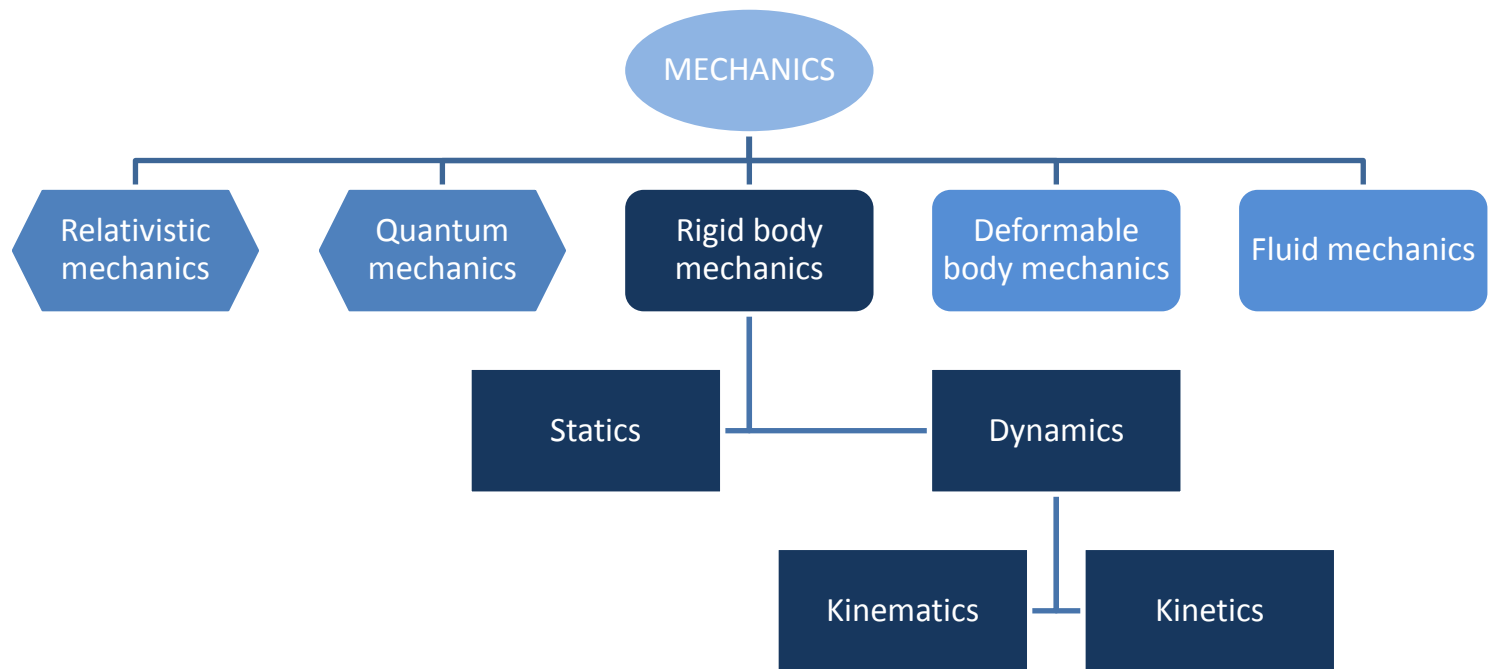 MECHANICS
Relativistic
mechanics
Quantum
mechanics
Rigid body
mechanics
Deformable
body mechanics
Fluid mechanics
Statics
Dynamics
Kinematics
Kinetics